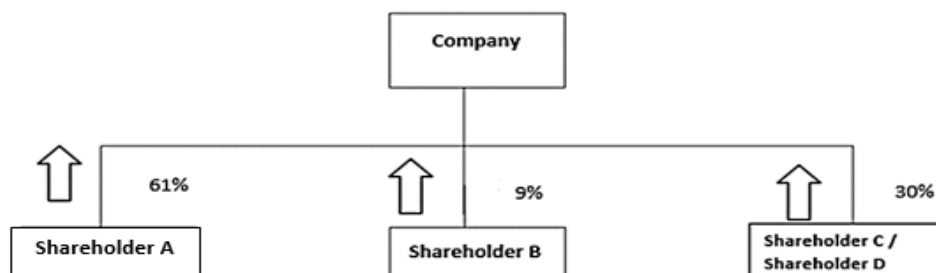 Company
61%
9%
30%
Shareholder A
Shareholder B
Shareholder C /
Shareholder D